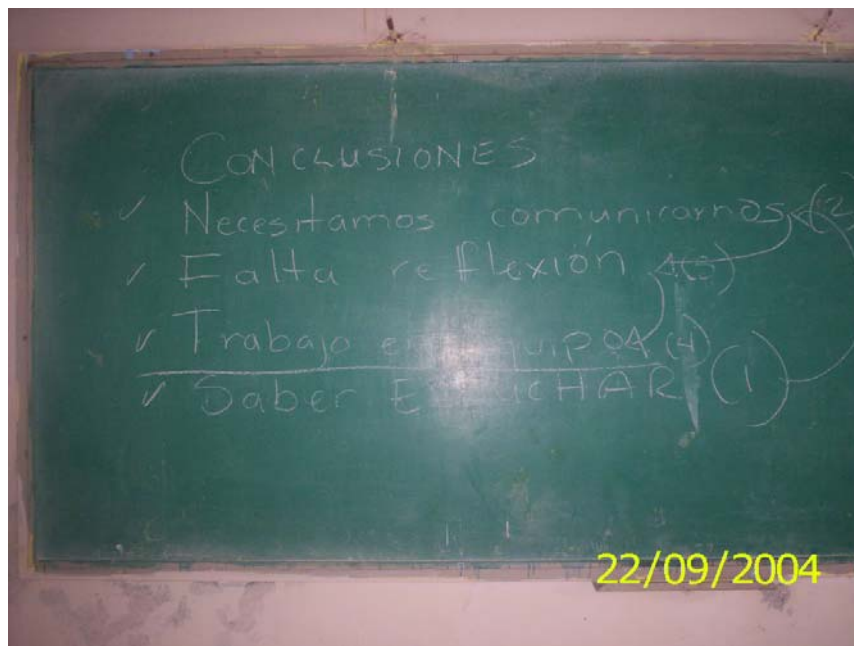 CONCLUSIONES
✓ Necesitamos comunicarnos (2)
✓ Falta reflexión (3)
✓ Trabajo en equipo (4)
✓ Saber EscucHAR (1)
22/09/2004